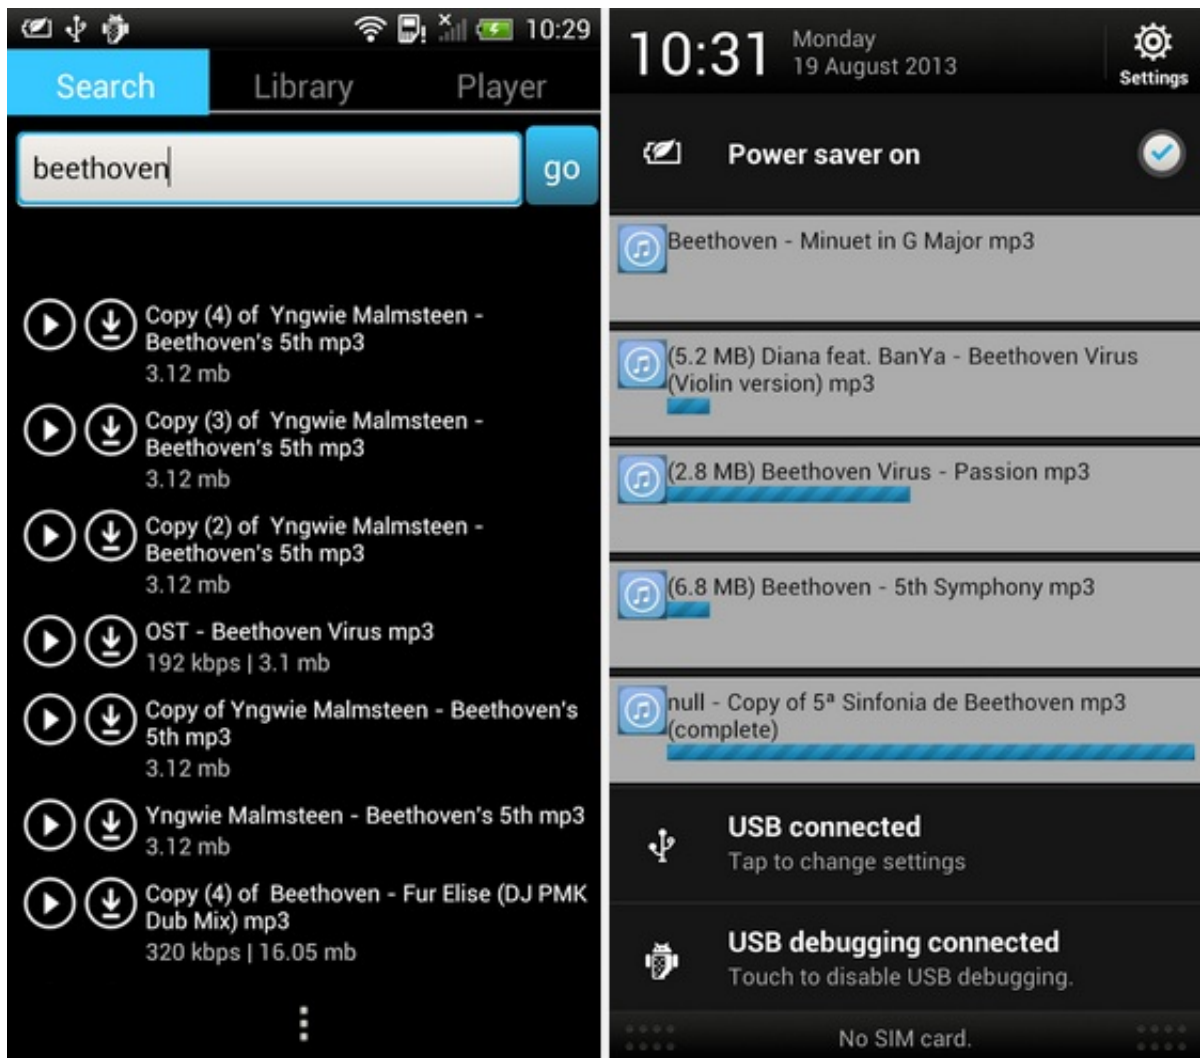 10:29
Search Library Player
beethoven
go
Copy (4) of Yngwie Malmsteen -
Beethoven's 5th mp3
3.12 mb
Copy (3) of Yngwie Malmsteen -
Beethoven's 5th mp3
3.12 mb
Copy (2) of Yngwie Malmsteen -
Beethoven's 5th mp3
3.12 mb
OST - Beethoven Virus mp3
192 kbps | 3.1 mb
Copy of Yngwie Malmsteen - Beethoven's
5th mp3
3.12 mb
Yngwie Malmsteen - Beethoven's 5th mp3
3.12 mb
Copy (4) of Beethoven - Fur Elise (DJ PMK
Dub Mix) mp3
320 kbps | 16.05 mb
10:31
Monday
19 August 2013
Settings
Power saver on
Beethoven - Minuet in G Major mp3
(5.2 MB) Diana feat. BanYa - Beethoven Virus
(Violin version) mp3
(2.8 MB) Beethoven Virus - Passion mp3
(6.8 MB) Beethoven - 5th Symphony mp3
null - Copy of 5ª Sinfonia de Beethoven mp3
(complete)
USB connected
Tap to change settings
USB debugging connected
Touch to disable USB debugging.
No SIM card.